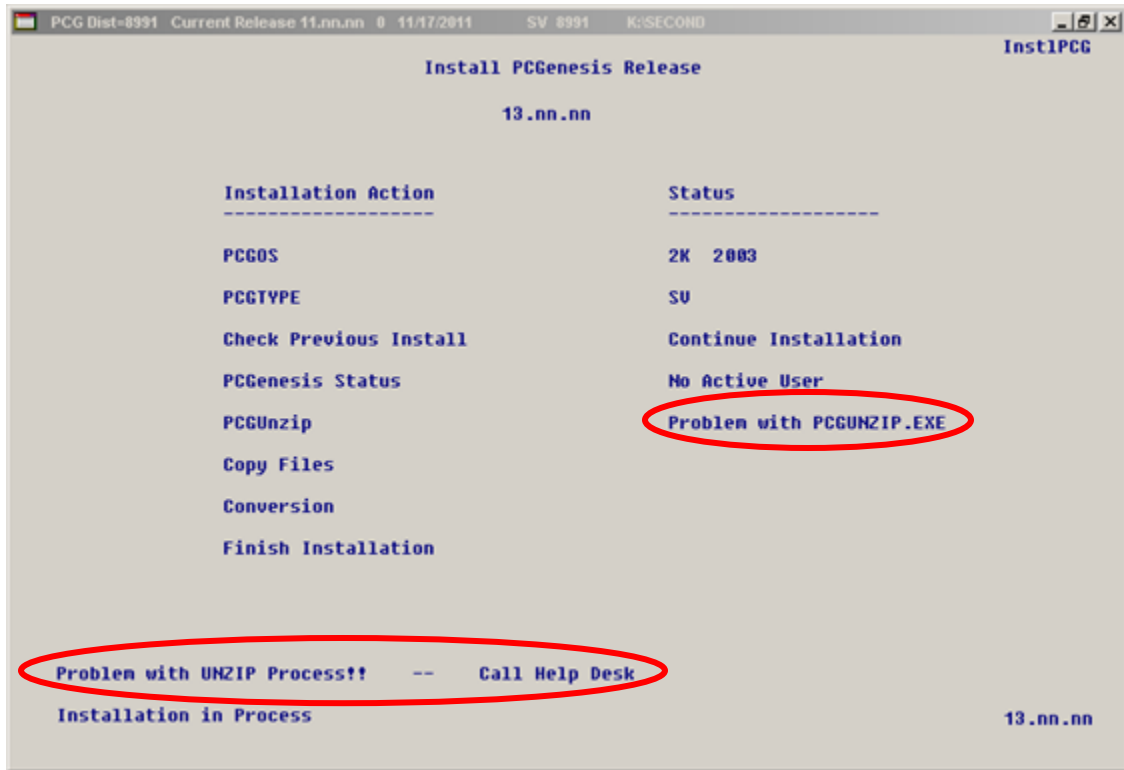 PCG Dist=8991 Current Release 11.nn.nn 0 11/17/2011 SV 8991 K:\SECOND
InstlPCG
Install PCGenesis Release
13.nn.nn
Installation Action Status
------------------- -------------------
PCGOS 2K 2003
PCGTYPE SV
Check Previous Install Continue Installation
PCGenesis Status No Active User
PCGUnzip Problem with PCGUNZIP.EXE
Copy Files
Conversion
Finish Installation
Problem with UNZIP Process!! -- Call Help Desk
Installation in Process 13.nn.nn